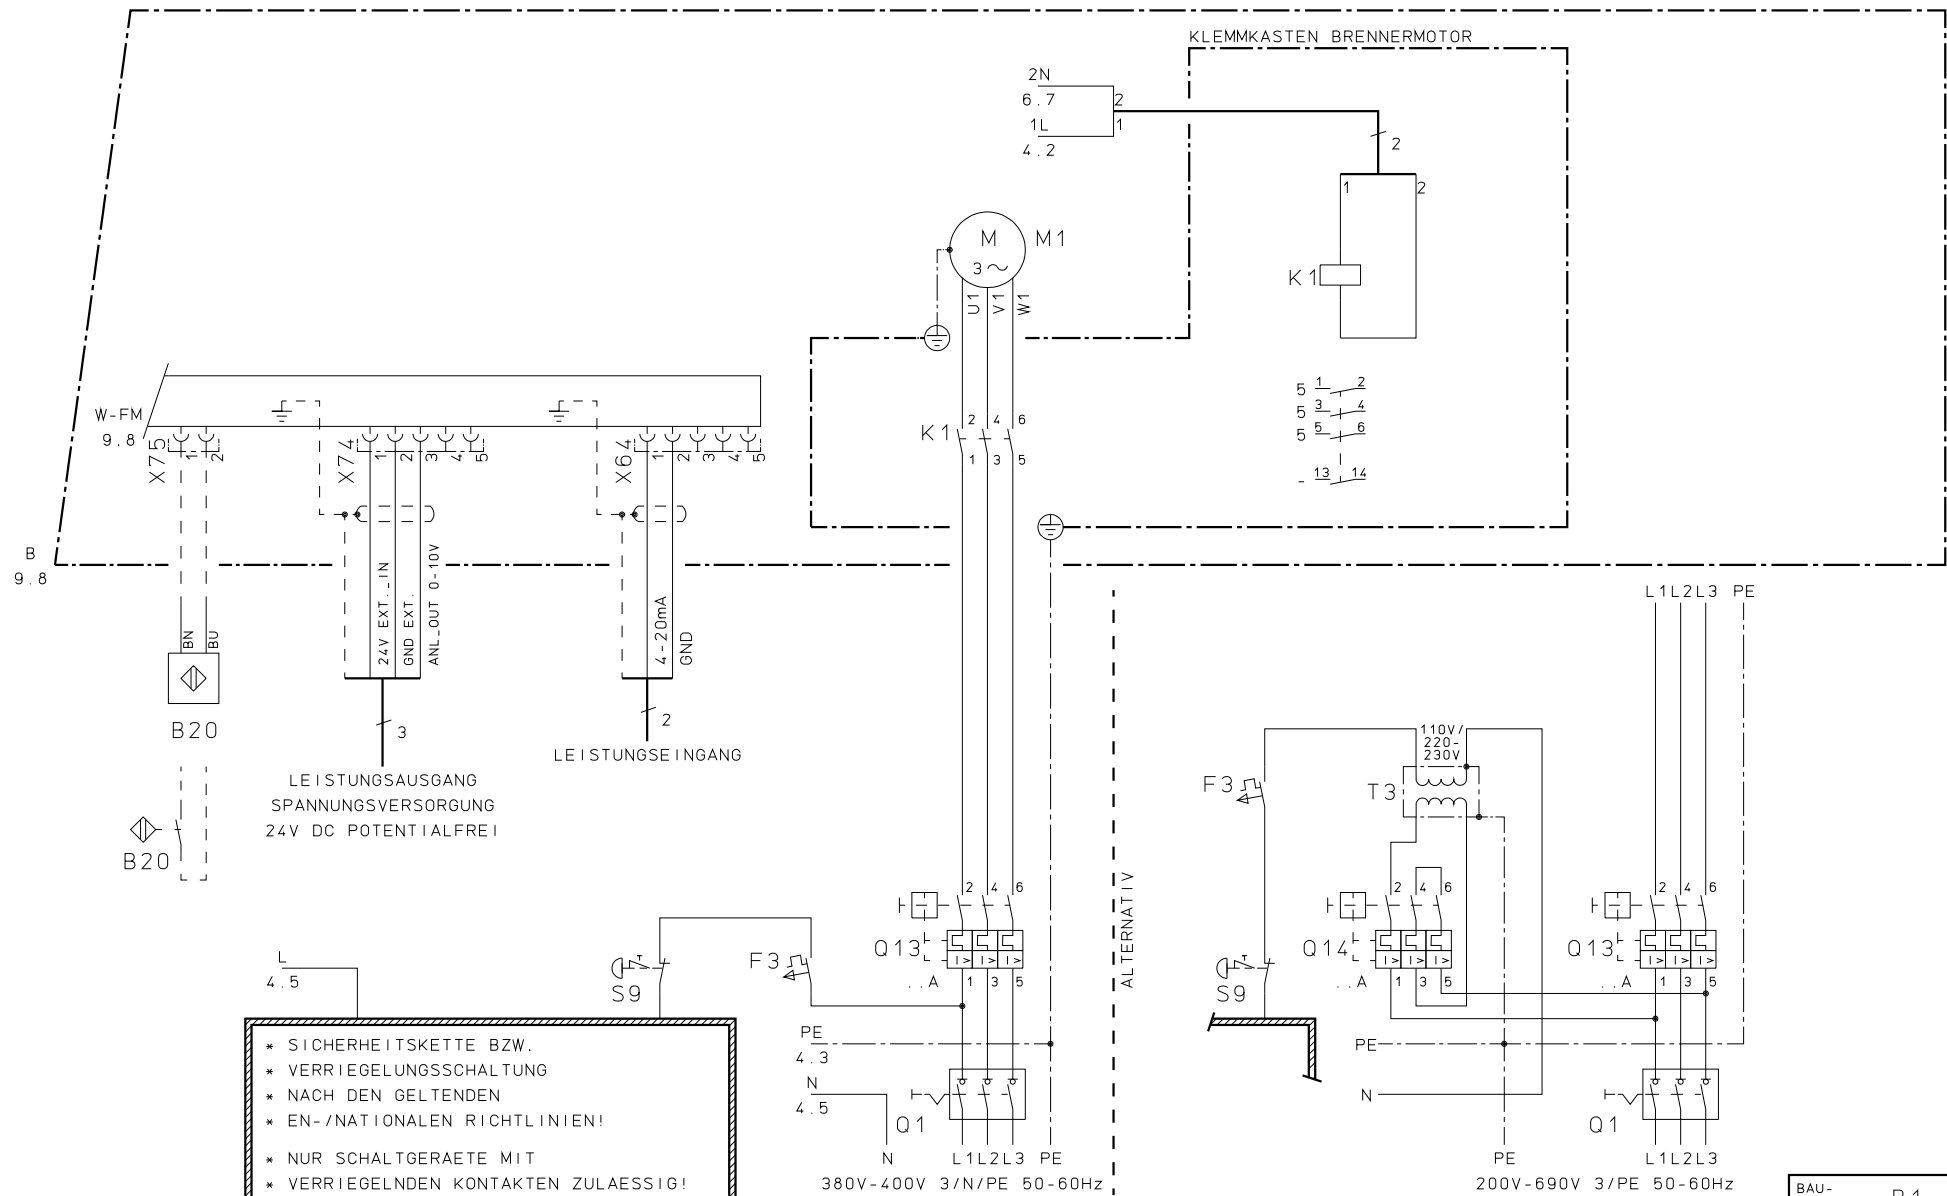 KLEMMKASTEN BRENNERMOTOR
2N
6.7
2
1L
1
4.2
2
1 2
K1
M
3~
M1
U1 V1 W1
5 1 2
5 3 4
5 5 6
- 13 14
W-FM
9.8
X75 1 2
X74 1 2 3 4 5
X64 1 2 3 4 5
K1
2 4 6
1 3 5
B
9.8
BN BU
24V EXT._IN
GND EXT.
ANL_OUT 0-10V
4-20mA
GND
B20
3
2
LEISTUNGSAUSGANG
SPANNUNGSVERSORGUNG
24V DC POTENTIALFREI
LEISTUNGSEINGANG
B20
L
4.5
S9
F3
Q13
2 4 6
I> I> I>
..A 1 3 5
PE
4.3
N
4.5
Q1
N L1 L2 L3 PE
380V-400V 3/N/PE 50-60Hz
* SICHERHEITSKETTE BZW.
* VERRIEGELUNGSSCHALTUNG
* NACH DEN GELTENDEN
* EN-/NATIONALEN RICHTLINIEN!
* NUR SCHALTGERAETE MIT
* VERRIEGELNDEN KONTAKTEN ZULAESSIG!
ALTERNATIV
L1 L2 L3 PE
110V/
220-
230V
F3
T3
S9
Q14
2 4 6
I> I> I>
..A 1 3 5
Q13
2 4 6
I> I> I>
..A 1 3 5
PE
N
Q1
PE L1 L2 L3
200V-690V 3/PE 50-60Hz
BAU-